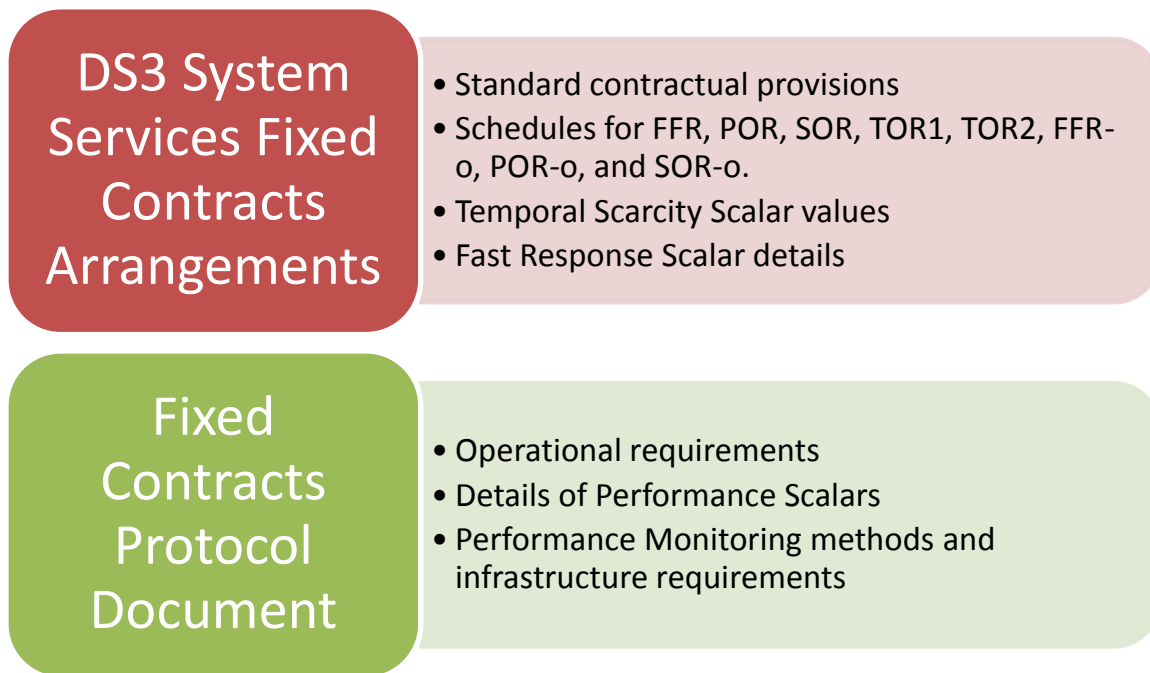 DS3 System
Services Fixed
Contracts
Arrangements
• Standard contractual provisions
• Schedules for FFR, POR, SOR, TOR1, TOR2, FFR-
o, POR-o, and SOR-o.
• Temporal Scarcity Scalar values
• Fast Response Scalar details
Fixed
Contracts
Protocol
Document
• Operational requirements
• Details of Performance Scalars
• Performance Monitoring methods and
infrastructure requirements